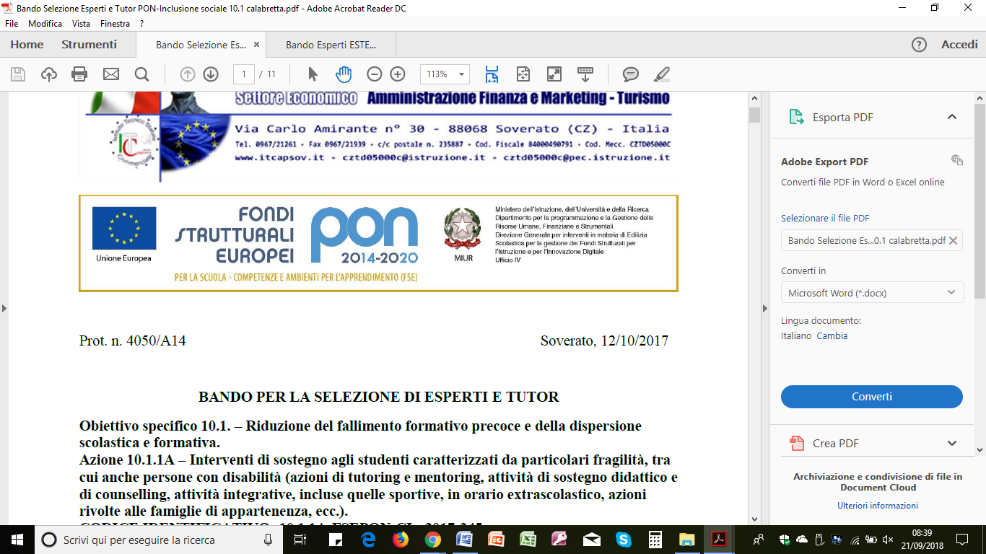 Bando Selezione Esperti e Tutor PON-Inclusione sociale 10.1 calabretta.pdf - Adobe Acrobat Reader DC
File Modifica Vista Finestra ?
Home Strumenti Bando Selezione Es... × Bando Esperti ESTE... Accedi
1 / 11 113%
Settore Economico Amministrazione Finanza e Marketing - Turismo
Via Carlo Amirante n° 30 - 88068 Soverato (CZ) - Italia
Tel. 0967/21261 - Fax 0967/21939 - c/c postale n. 235887 - Cod. Fiscale 84000490791 - Cod. Mecc. CZTD05000C
www.itcapsov.it - cztd05000c@istruzione.it - cztd05000c@pec.istruzione.it
Unione Europea
FONDI
STRUTTURALI
EUROPEI
pon
2014-2020
MIUR
Ministero dell'Istruzione, dell'Università e della Ricerca
Dipartimento per la programmazione e la Gestione delle
Risorse Umane, Finanziarie e Strumentali
Direzione Generale per interventi in materia di Edilizia
Scolastica per la gestione dei Fondi Strutturali per
l'Istruzione e per l'Innovazione Digitale
Ufficio IV
PER LA SCUOLA - COMPETENZE E AMBIENTI PER L'APPRENDIMENTO (FSE)
Prot. n. 4050/A14 Soverato, 12/10/2017
BANDO PER LA SELEZIONE DI ESPERTI E TUTOR
Obiettivo specifico 10.1. – Riduzione del fallimento formativo precoce e della dispersione
scolastica e formativa.
Azione 10.1.1A – Interventi di sostegno agli studenti caratterizzati da particolari fragilità, tra
cui anche persone con disabilità (azioni di tutoring e mentoring, attività di sostegno didattico e
di counselling, attività integrative, incluse quelle sportive, in orario extrascolastico, azioni
rivolte alle famiglie di appartenenza, ecc.).
Esporta PDF
Adobe Export PDF
Converti file PDF in Word o Excel online
Selezionare il file PDF
Bando Selezione Es...0.1 calabretta.pdf ×
Converti in
Microsoft Word (*.docx)
Lingua documento:
Italiano Cambia
Converti
Crea PDF
Archiviazione e condivisione di file in
Document Cloud
Ulteriori informazioni
Scrivi qui per eseguire la ricerca
08:39
21/09/2018